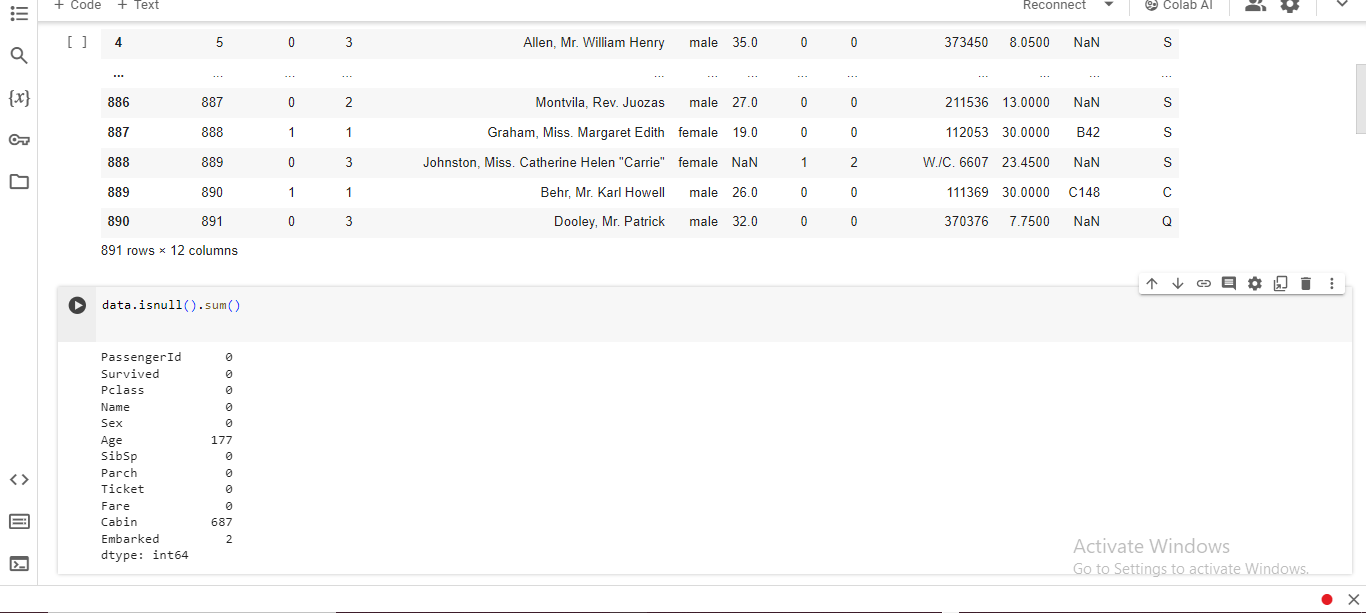 + Code + Text Reconnect Colab AI
[ ] 4 5 0 3 Allen, Mr. William Henry male 35.0 0 0 373450 8.0500 NaN S
... ... ... ... ... ... ... ... ... ... ... ... ...
886 887 0 2 Montvila, Rev. Juozas male 27.0 0 0 211536 13.0000 NaN S
{x}
887 888 1 1 Graham, Miss. Margaret Edith female 19.0 0 0 112053 30.0000 B42 S
888 889 0 3 Johnston, Miss. Catherine Helen "Carrie" female NaN 1 2 W./C. 6607 23.4500 NaN S
889 890 1 1 Behr, Mr. Karl Howell male 26.0 0 0 111369 30.0000 C148 C
890 891 0 3 Dooley, Mr. Patrick male 32.0 0 0 370376 7.7500 NaN Q
891 rows × 12 columns
data.isnull().sum()
PassengerId 0
Survived 0
Pclass 0
Name 0
Sex 0
Age 177
SibSp 0
Parch 0
Ticket 0
Fare 0
Cabin 687
Embarked 2
dtype: int64
Activate Windows
Go to Settings to activate Windows.